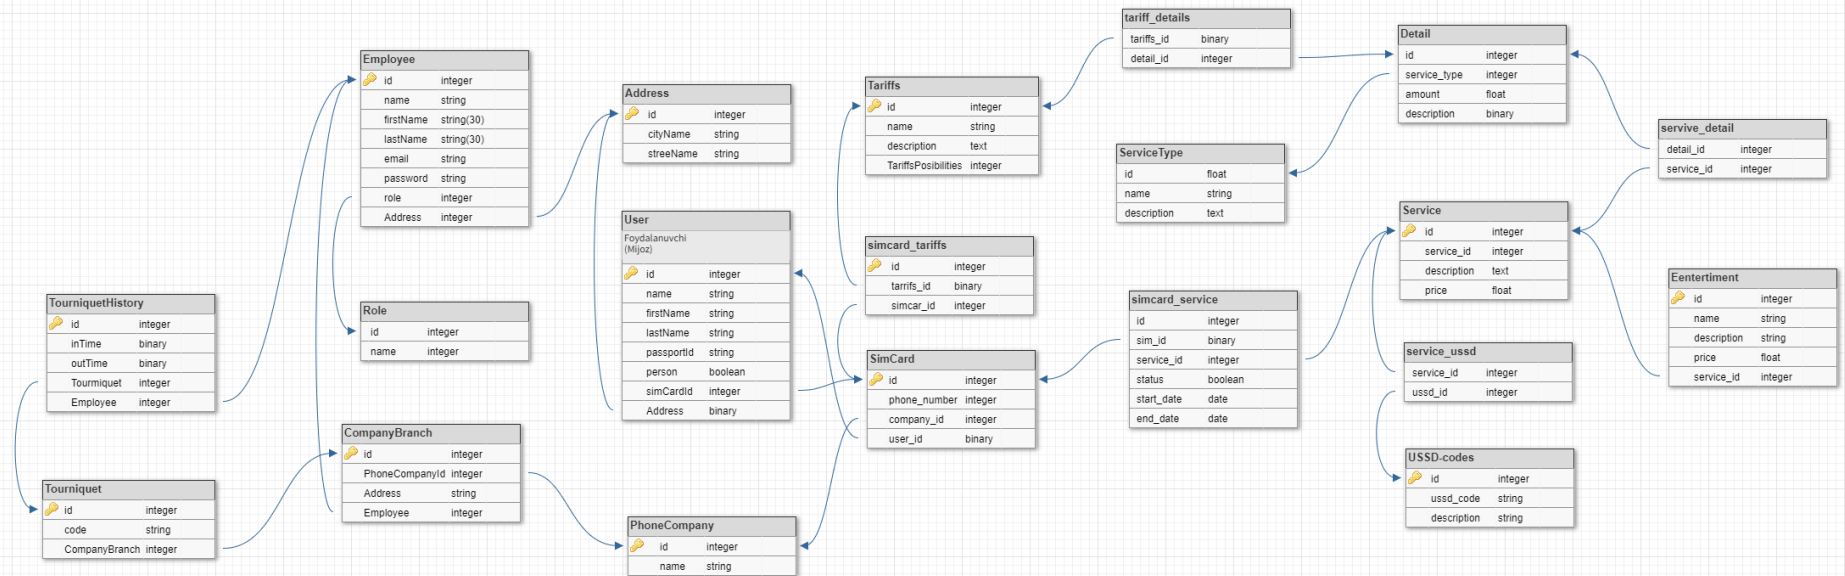 Employee
id integer
name string
firstName string(30)
lastName string(30)
email string
password string
role integer
Address integer
Role
id integer
name integer
TourniquetHistory
id integer
inTime binary
outTime binary
Tourmiquet integer
Employee integer
Tourniquet
id integer
code string
CompanyBranch integer
CompanyBranch
id integer
PhoneCompanyId integer
Address string
Employee integer
Address
id integer
cityName string
streeName string
User
Foydalanuvchi
(Mijoz)
id integer
name string
firstName string
lastName string
passportId string
person boolean
simCardId integer
Address binary
PhoneCompany
id integer
name string
Tariffs
id integer
name string
description text
TariffsPosibilities integer
simcard_tariffs
id integer
tarrifs_id binary
simcar_id integer
SimCard
id integer
phone_number integer
company_id integer
user_id binary
tariff_details
tariffs_id binary
detail_id integer
ServiceType
id float
name string
description text
simcard_service
id integer
sim_id binary
service_id integer
status boolean
start_date date
end_date date
Detail
id integer
service_type integer
amount float
description binary
Service
id integer
service_id integer
description text
price float
service_ussd
service_id integer
ussd_id integer
USSD-codes
id integer
ussd_code string
description string
servive_detail
detail_id integer
service_id integer
Eentertiment
id integer
name string
description string
price float
service_id integer